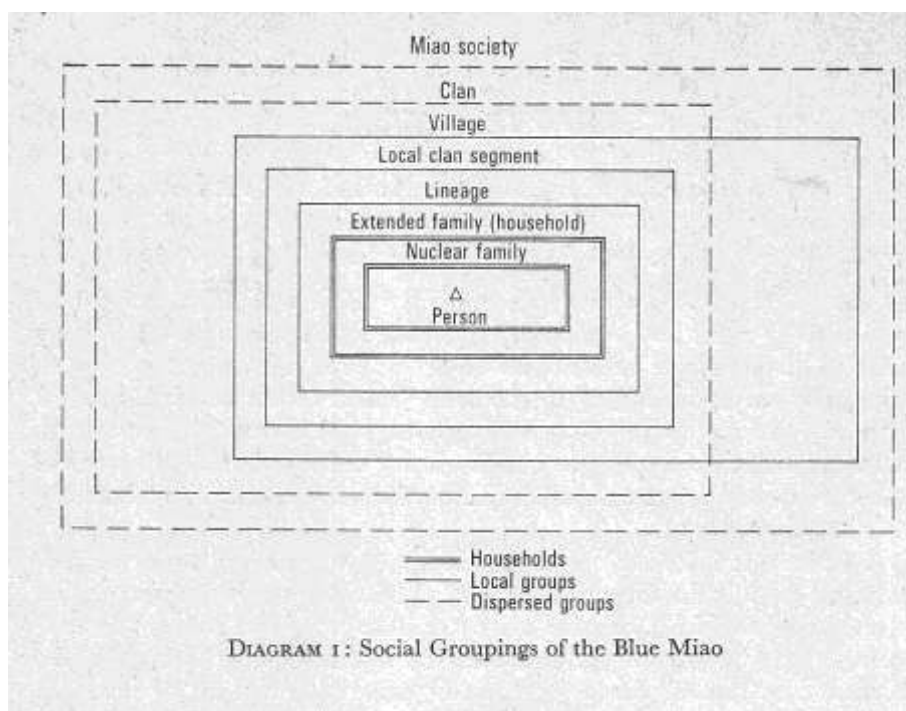 Miao society
Clan
Village
Local clan segment
Lineage
Extended family (household)
Nuclear family
Person
Households
Local groups
Dispersed groups
DIAGRAM I: Social Groupings of the Blue Miao